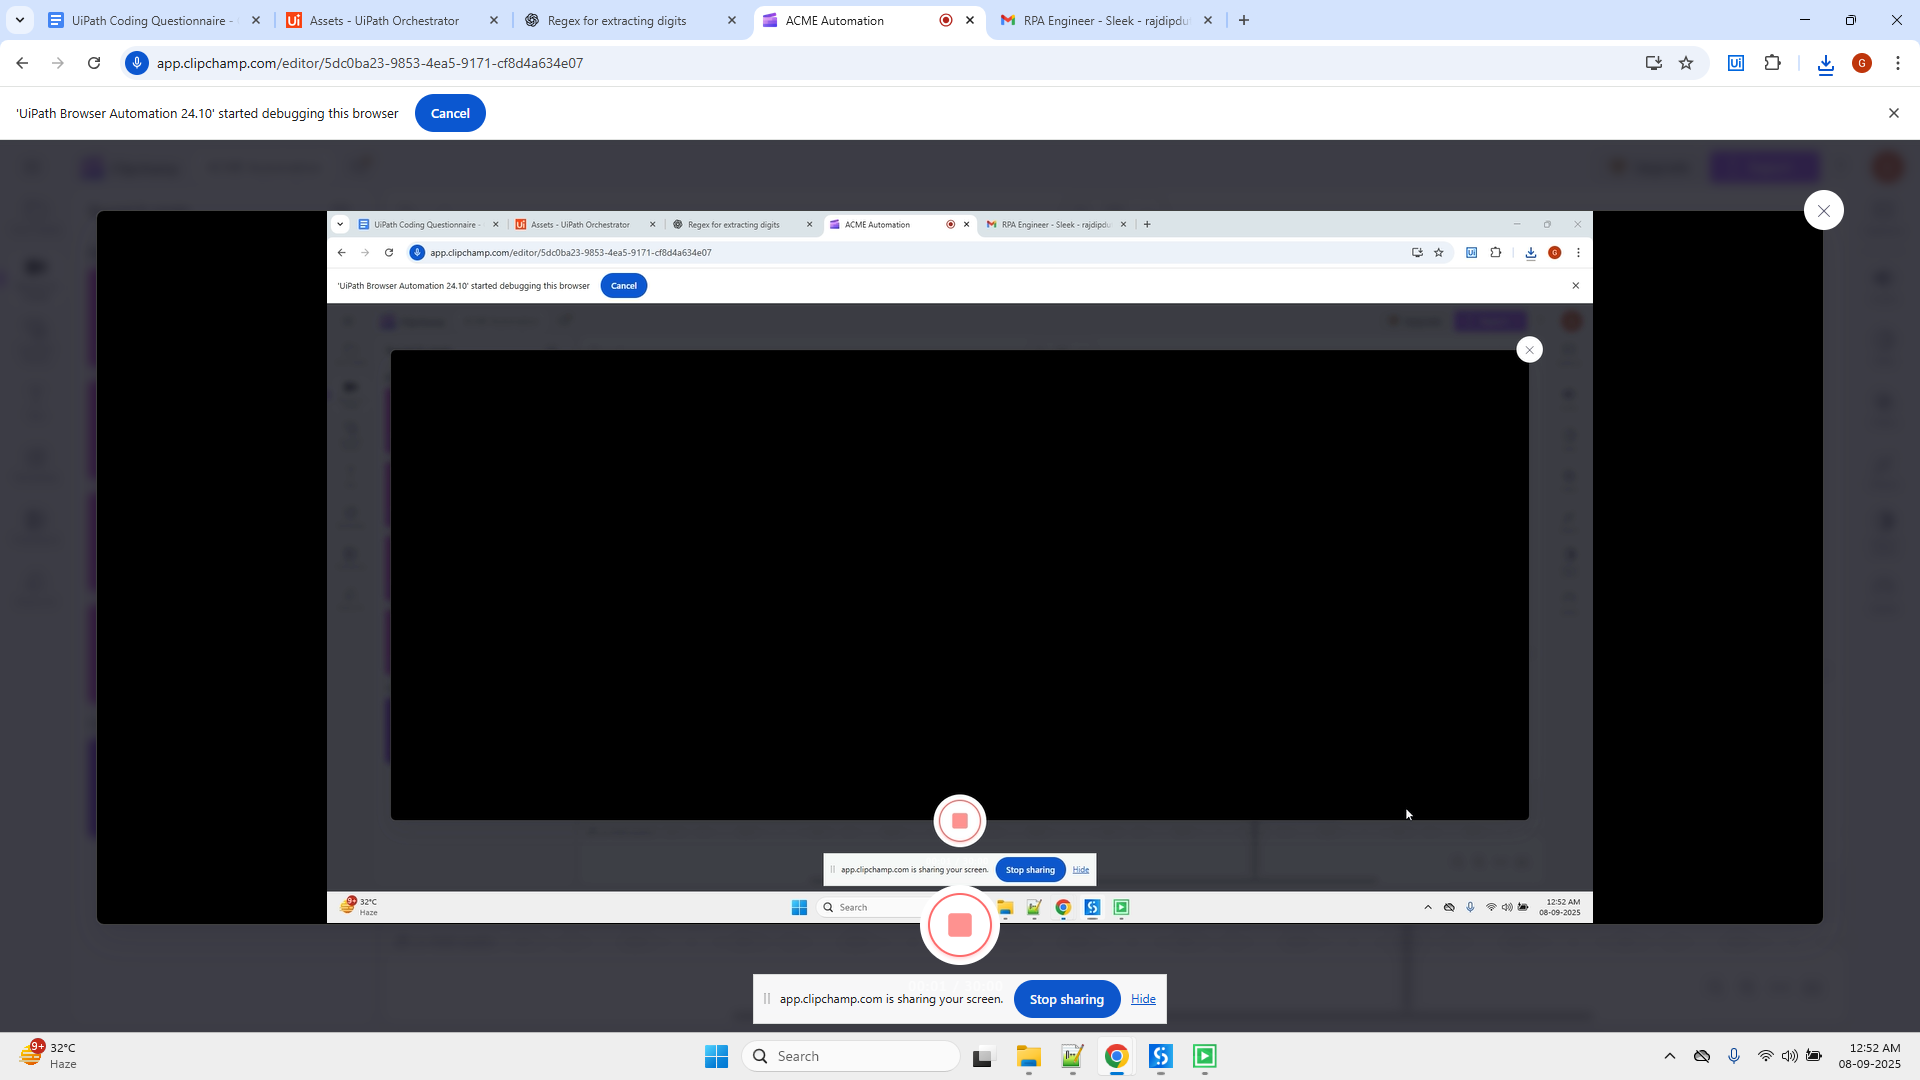 UiPath Coding Questionnaire -
Assets - UiPath Orchestrator
Regex for extracting digits
ACME Automation
RPA Engineer - Sleek - rajdipdu
app.clipchamp.com/editor/5dc0ba23-9853-4ea5-9171-cf8d4a634e07
Ui
G
'UiPath Browser Automation 24.10' started debugging this browser
Cancel
UiPath Coding Questionnaire -
Assets - UiPath Orchestrator
Regex for extracting digits
ACME Automation
RPA Engineer - Sleek - rajdipdu
app.clipchamp.com/editor/5dc0ba23-9853-4ea5-9171-cf8d4a634e07
Ui
G
'UiPath Browser Automation 24.10' started debugging this browser
Cancel
app.clipchamp.com is sharing your screen.
Stop sharing
Hide
9+
32°C
Haze
Search
12:52 AM
08-09-2025
app.clipchamp.com is sharing your screen.
Stop sharing
Hide
9+
32°C
Haze
Search
12:52 AM
08-09-2025